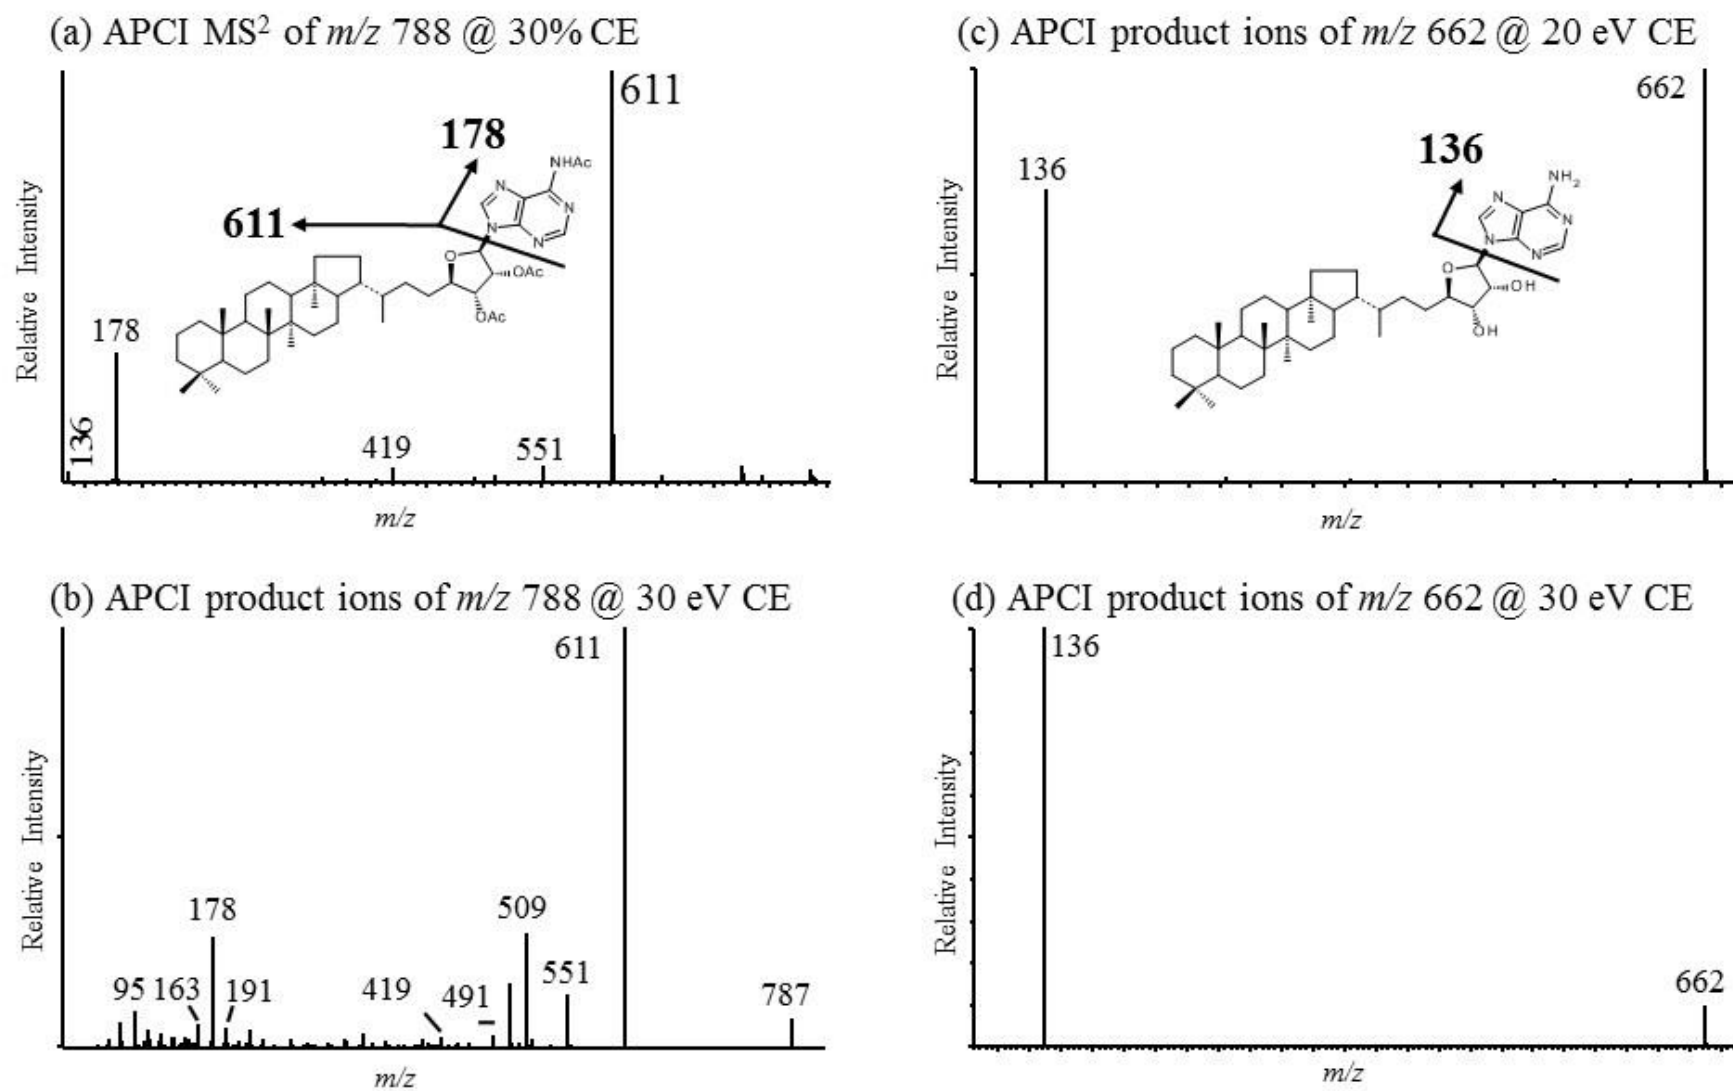 (a) APCI MS² of m/z 788 @ 30% CE
Relative Intensity
611
178
NHAc
N
N
N
N
611
O
OAc
OAc
178
136
419
551
m/z
(c) APCI product ions of m/z 662 @ 20 eV CE
Relative Intensity
662
136
136
NH₂
N
N
N
N
O
OH
OH
m/z
(b) APCI product ions of m/z 788 @ 30 eV CE
Relative Intensity
611
178
509
95 163 191
419
491
551
787
m/z
(d) APCI product ions of m/z 662 @ 30 eV CE
Relative Intensity
136
662
m/z